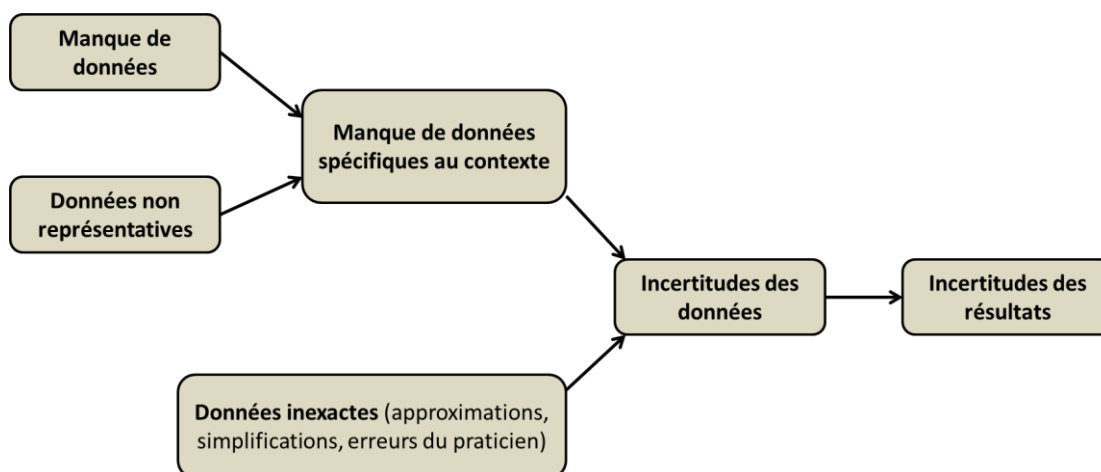 Manque de
données
Manque de données
spécifiques au contexte
Données non
représentatives
Incertitudes des
données
Incertitudes des
résultats
Données inexactes (approximations,
simplifications, erreurs du praticien)